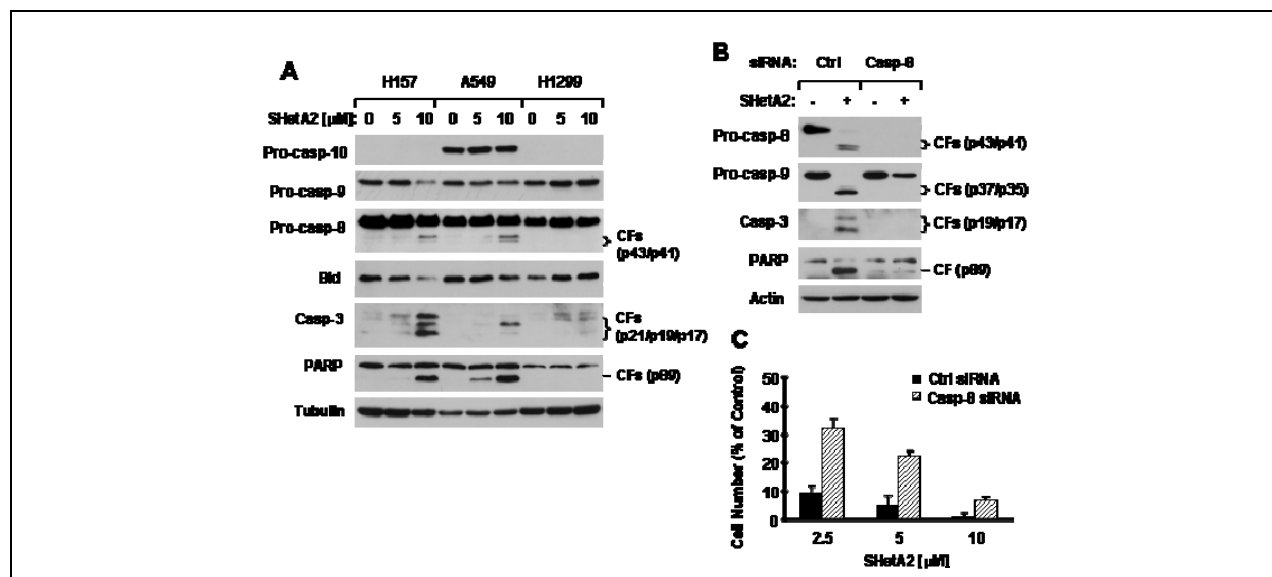 A
H157 A549 H1299
SHetA2 [µM]: 0 5 10 0 5 10 0 5 10
Pro-casp-10
Pro-casp-9
Pro-casp-8
CFs
(p43/p41)
Bid
Casp-3
CFs
(p21/p19/p17)
PARP
CFs (p89)
Tubulin
B
siRNA: Ctrl Casp-8
SHetA2: - + - +
Pro-casp-8
CFs (p43/p41)
Pro-casp-9
CFs (p37/p35)
Casp-3
CFs (p19/p17)
PARP
CF (p89)
Actin
C
Cell Number (% of Control)
50
40
30
20
10
0
Ctrl siRNA
Casp-8 siRNA
2.5 5 10
SHetA2 [µM]